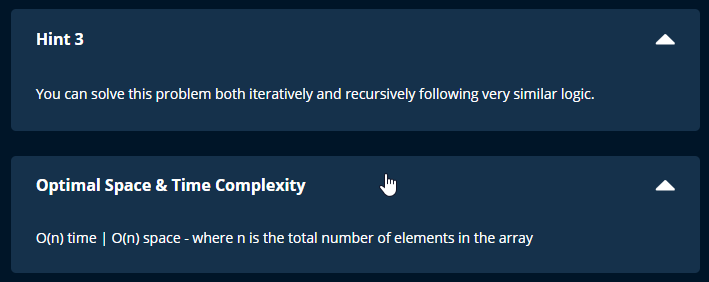 Hint 3
You can solve this problem both iteratively and recursively following very similar logic.
Optimal Space & Time Complexity
O(n) time | O(n) space - where n is the total number of elements in the array